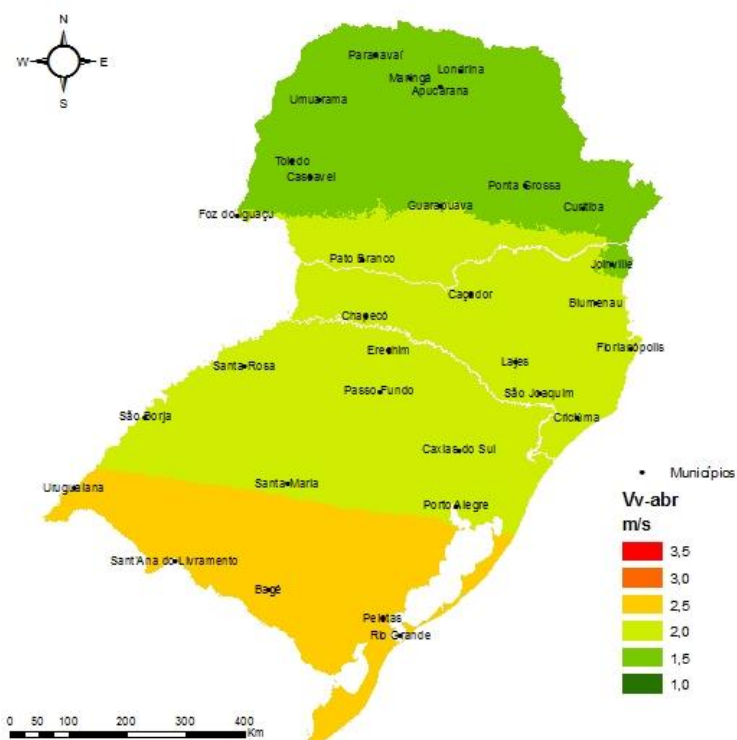 N
W E
S
Paranavaí
Londrina
Maringá
Apucarana
Umuarama
Toledo
Cascavel
Ponta Grossa
Guarapuava
Curitiba
Foz do Iguaçu
Pato Branco
Joinville
Caçador
Blumenau
Chapecó
Florianópolis
Erechim
Lajes
Santa Rosa
Passo Fundo
São Joaquim
São Borja
Criciúma
Caxias do Sul
Municípios
Uruguaiana
Santa Maria
Vv-abr
Porto Alegre
m/s
3,5
Sant'Ana do Livramento
3,0
Bagé
2,5
Pelotas
2,0
Rio Grande
1,5
1,0
0 50 100 200 300 400
Km